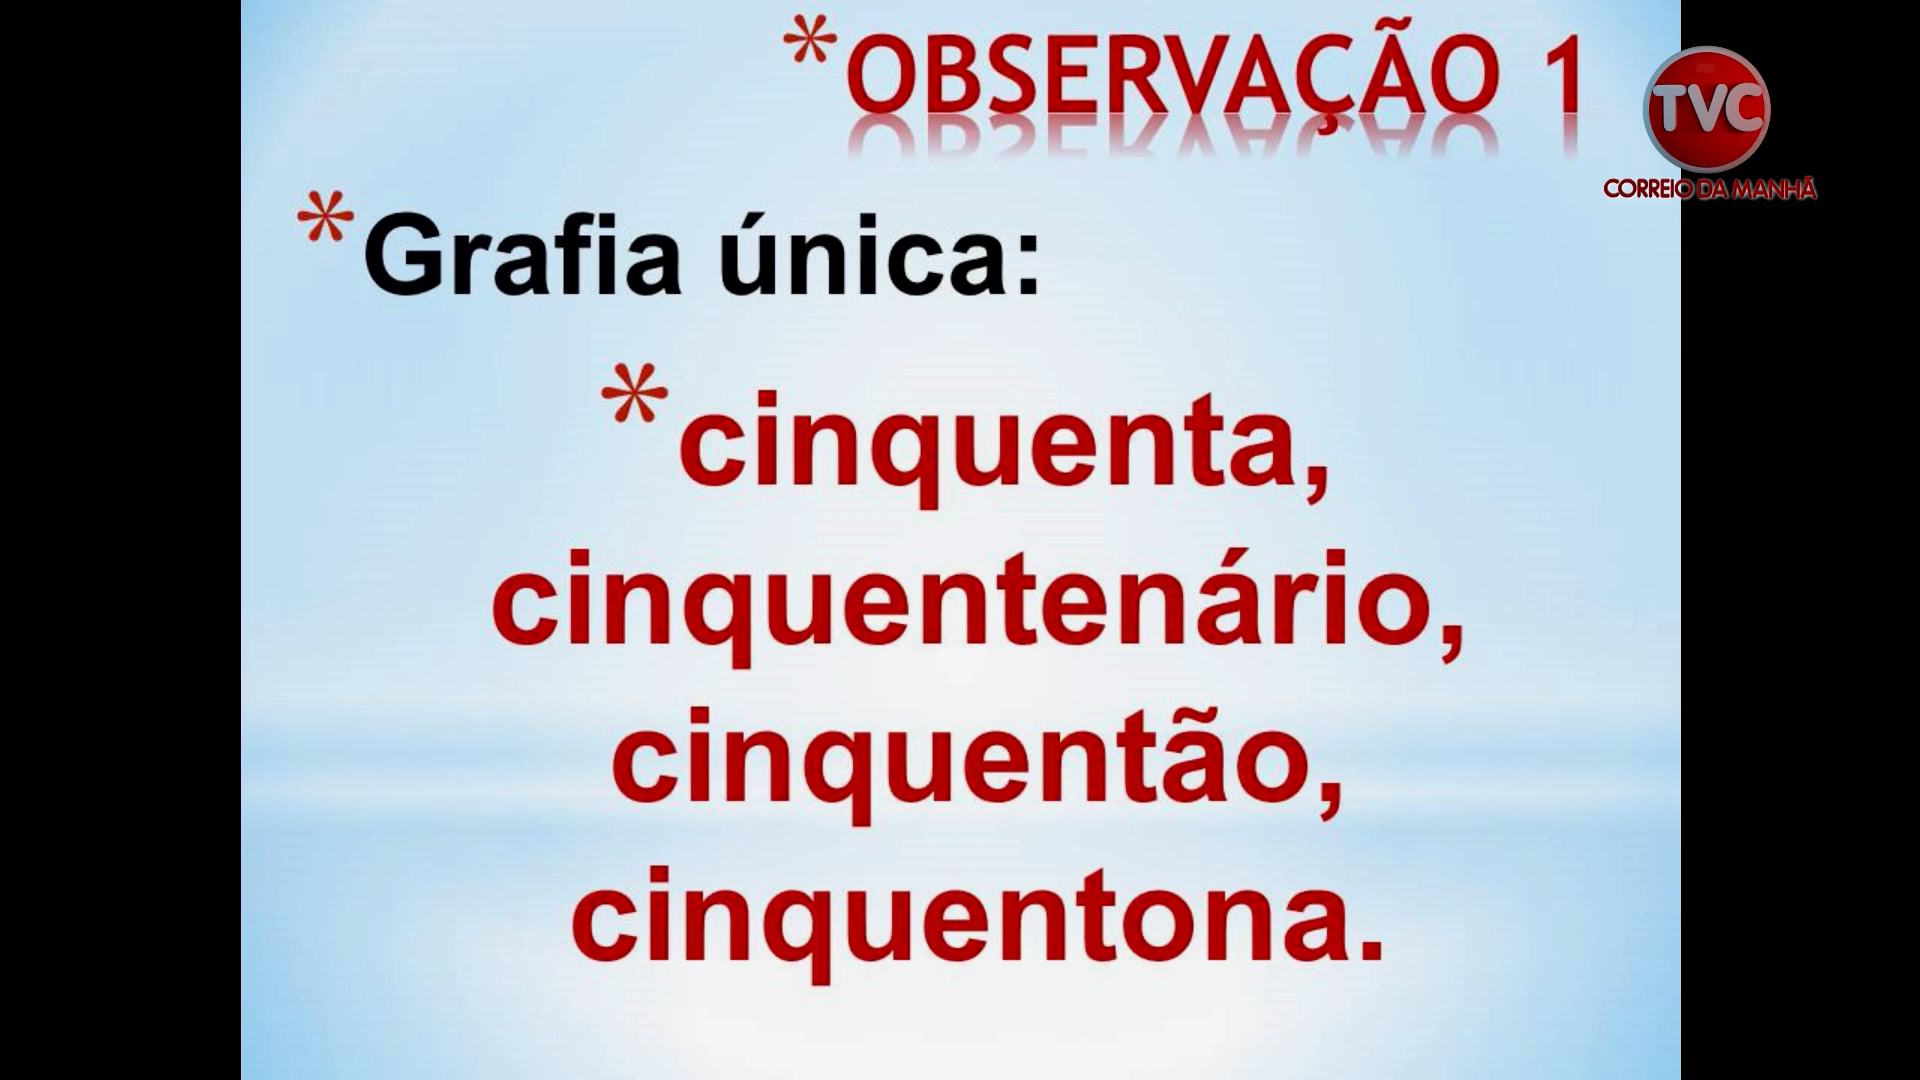 *OBSERVAÇÃO 1
TVC
CORREIO DA MANHÃ
*Grafia única:
*cinquenta,
cinquentenário,
cinquentão,
cinquentona.